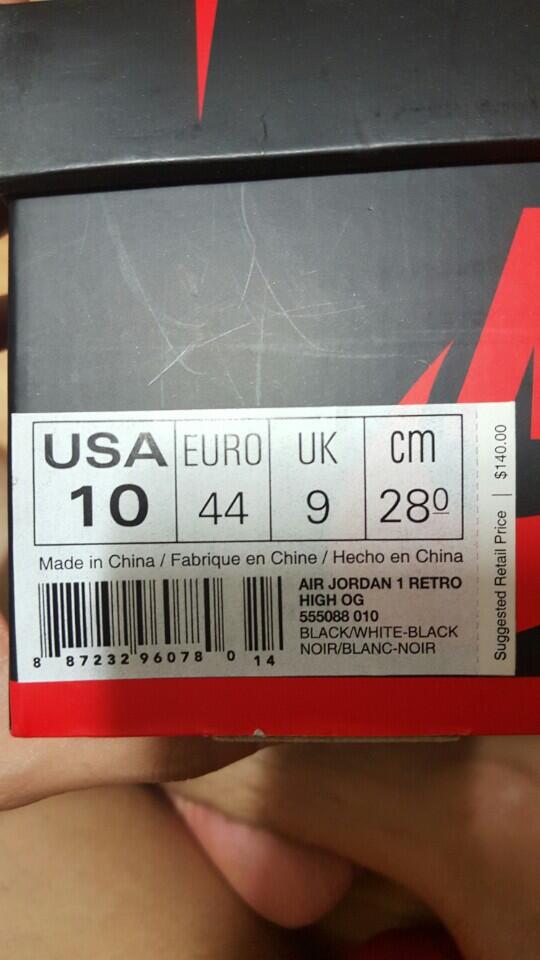 USA EURO UK cm
10 44 9 28⁰
Made in China / Fabrique en Chine / Hecho en China
AIR JORDAN 1 RETRO
HIGH OG
555088 010
BLACK/WHITE-BLACK
NOIR/BLANC-NOIR
8 87232 96078 0 14
Suggested Retail Price | $140.00